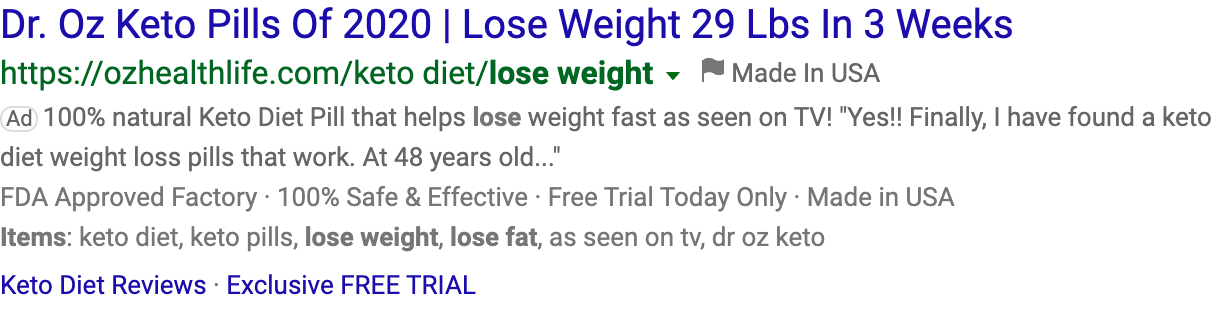 Dr. Oz Keto Pills Of 2020 | Lose Weight 29 Lbs In 3 Weeks
https://ozhealthlife.com/keto diet/lose weight Made In USA
Ad 100% natural Keto Diet Pill that helps lose weight fast as seen on TV! "Yes!! Finally, I have found a keto
diet weight loss pills that work. At 48 years old..."
FDA Approved Factory · 100% Safe & Effective · Free Trial Today Only · Made in USA
Items: keto diet, keto pills, lose weight, lose fat, as seen on tv, dr oz keto
Keto Diet Reviews · Exclusive FREE TRIAL